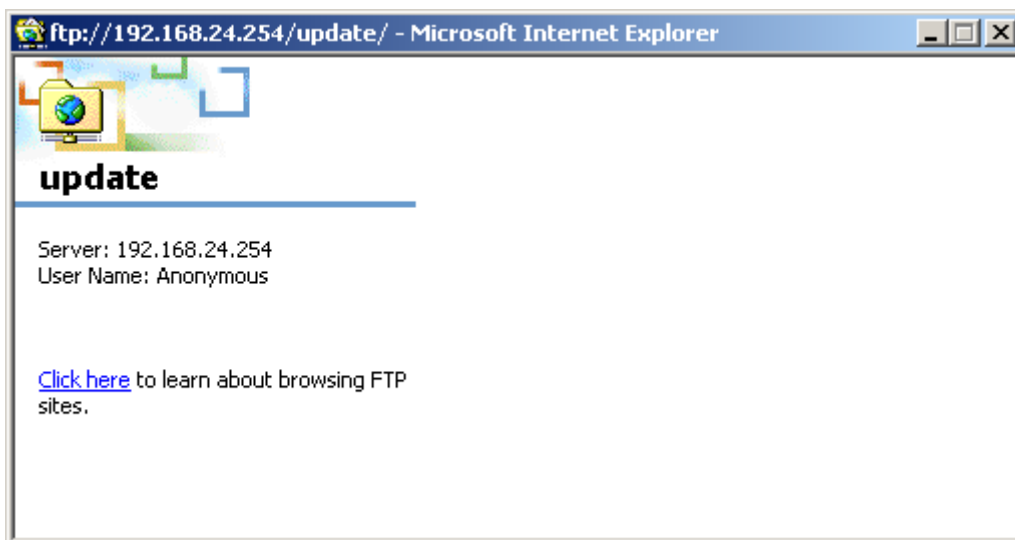 ftp://192.168.24.254/update/ - Microsoft Internet Explorer
update
Server: 192.168.24.254
User Name: Anonymous
Click here to learn about browsing FTP
sites.